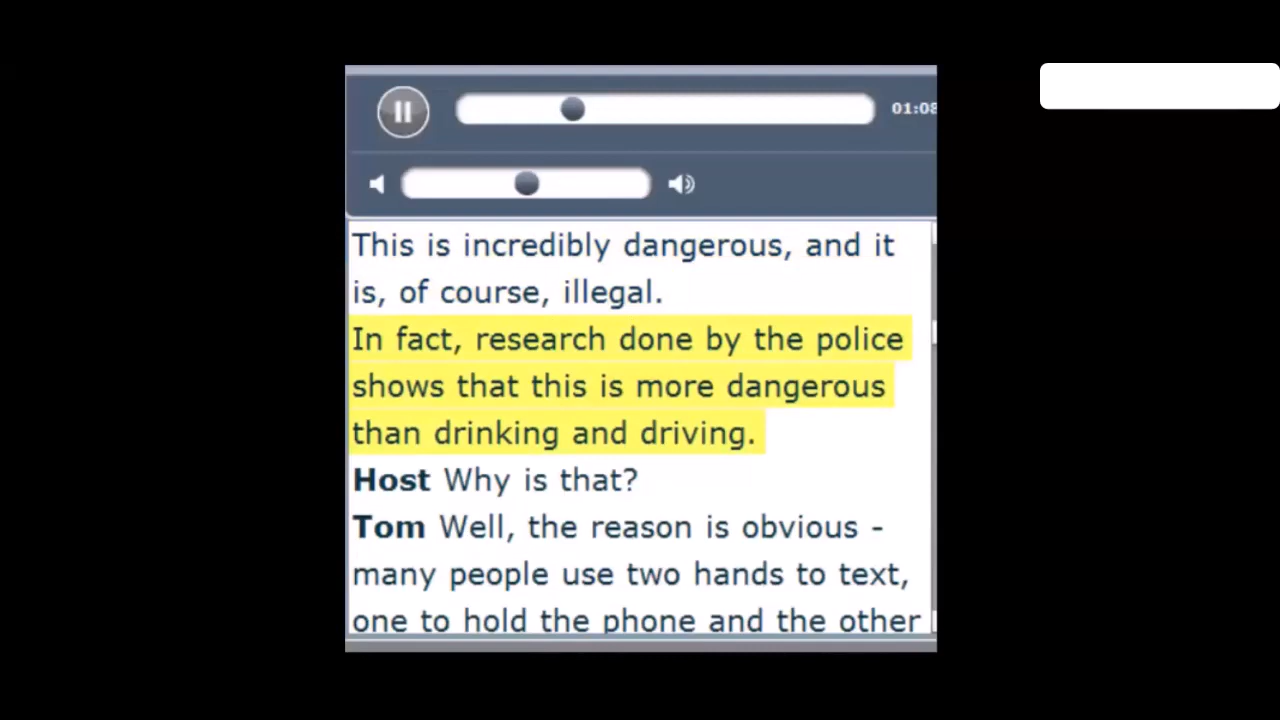 01:08
This is incredibly dangerous, and it
is, of course, illegal.
In fact, research done by the police
shows that this is more dangerous
than drinking and driving.
Host Why is that?
Tom Well, the reason is obvious -
many people use two hands to text,
one to hold the phone and the other